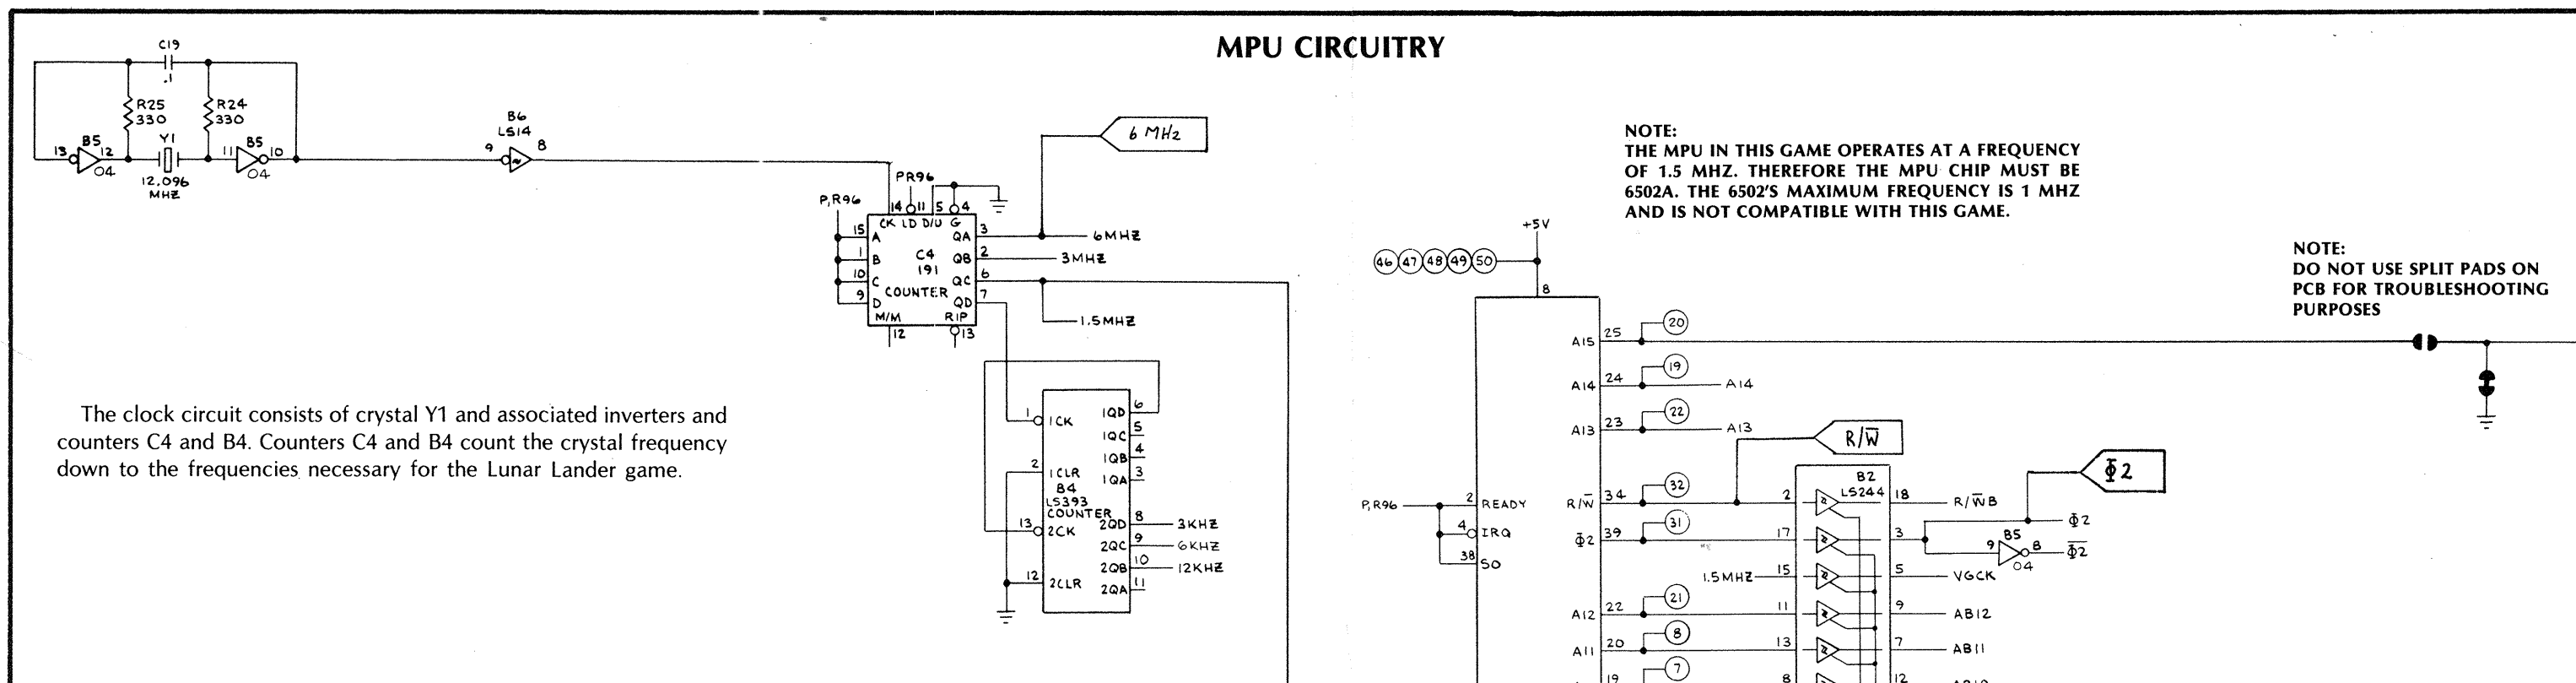 MPU CIRCUITRY
C19
.1
R25
330
R24
330
Y1
12.096
MHZ
13
B5
12
04
11
B5
10
04
B6
LS14
9
8
6 MHz
P,R96
PR96
14
11
5
4
CK LD D/U G
15 A
1 B
10 C
9 D
C4
191
COUNTER
QA 3
QB 2
QC 6
QD 7
M/M
RIP
12
13
6MHZ
3MHZ
1.5MHZ
The clock circuit consists of crystal Y1 and associated inverters and
counters C4 and B4. Counters C4 and B4 count the crystal frequency
down to the frequencies necessary for the Lunar Lander game.
1 1CK
2 1CLR
B4
LS393
COUNTER
13 2CK
12 2CLR
1QD 6
1QC 5
1QB 4
1QA 3
2QD 8 3KHZ
2QC 9 6KHZ
2QB 10 12KHZ
2QA 11
NOTE:
THE MPU IN THIS GAME OPERATES AT A FREQUENCY
OF 1.5 MHZ. THEREFORE THE MPU CHIP MUST BE
6502A. THE 6502'S MAXIMUM FREQUENCY IS 1 MHZ
AND IS NOT COMPATIBLE WITH THIS GAME.
NOTE:
DO NOT USE SPLIT PADS ON
PCB FOR TROUBLESHOOTING
PURPOSES
+5V
46 47 48 49 50
8
A15 25 20
A14 24 19 A14
A13 23 22 A13
R/W̅
P,R96
2 READY
4 IRQ
38 SO
R/W̅ 34 32
Φ2 39 31
B2
LS244
2 18 R/W̅B
17 3
Φ2
Φ2
9 B5 8
04
Φ̅2̅
1.5MHZ 15 5 VGCK
A12 22 21 11 9 AB12
A11 20 8 13 7 AB11
19 7 8 12